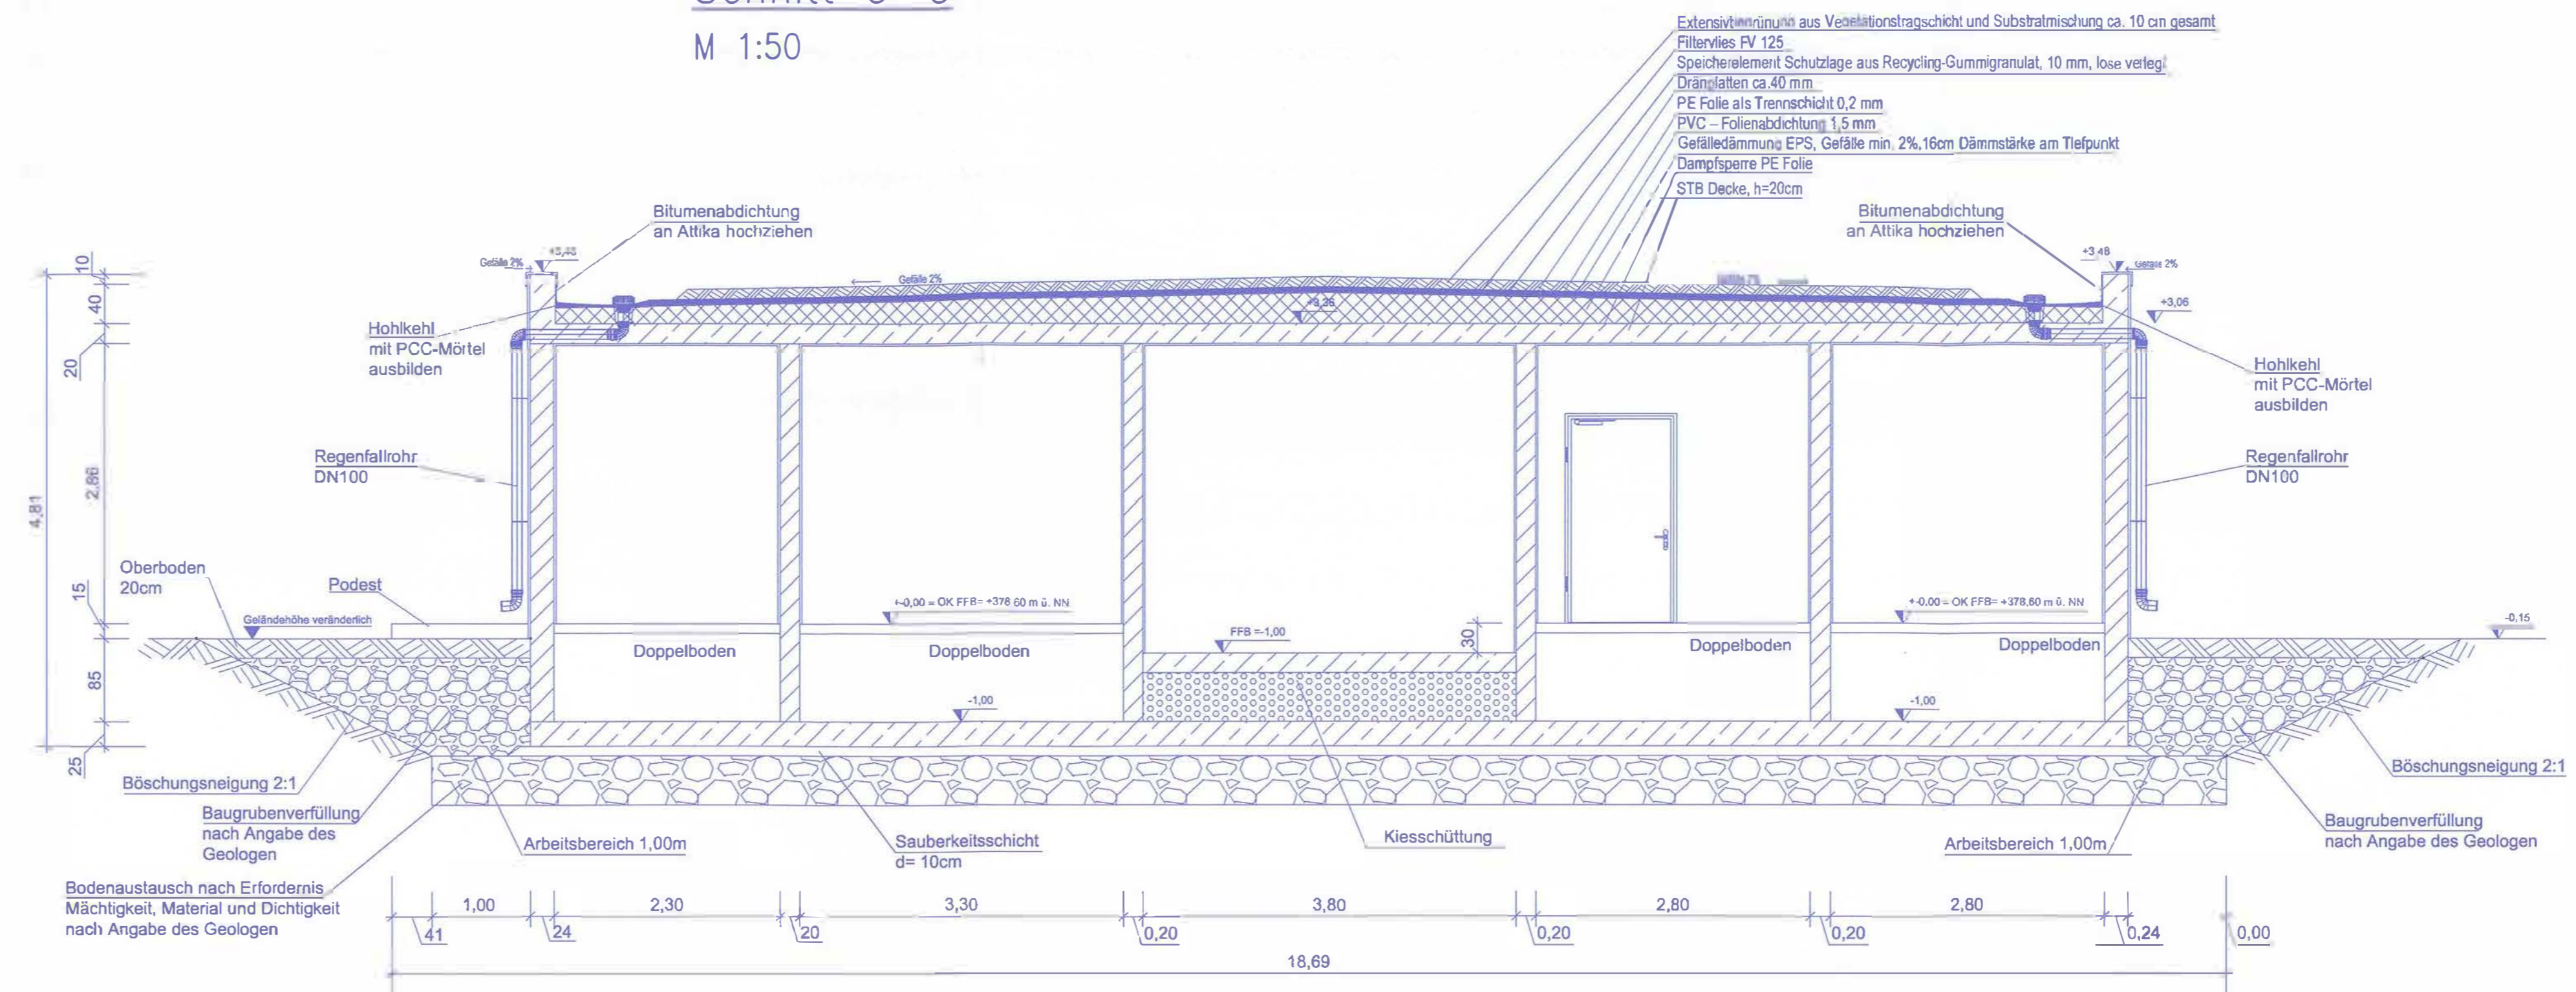 M 1:50
Extensivbegrünung aus Vegetationstragschicht und Substratmischung ca. 10 cm gesamt
Filtervlies FV 125
Speicherelement Schutzlage aus Recycling-Gummigranulat, 10 mm, lose verlegt
Dränplatten ca.40 mm
PE Folie als Trennschicht 0,2 mm
PVC – Folienabdichtung 1,5 mm
Gefälledämmung EPS, Gefälle min. 2%,16cm Dämmstärke am Tiefpunkt
Dampfsperre PE Folie
STB Decke, h=20cm
Bitumenabdichtung
an Attika hochziehen
Bitumenabdichtung
an Attika hochziehen
Gefälle 2%
+3,48
Gefälle 2%
Gefälle 2%
+3,36
+3,06
10
40
20
2,86
4,81
15
85
25
Hohlkehl
mit PCC-Mörtel
ausbilden
Hohlkehl
mit PCC-Mörtel
ausbilden
Regenfallrohr
DN100
Regenfallrohr
DN100
Oberboden
20cm
Podest
Geländehöhe veränderlich
+-0,00 = OK FFB= +378,60 m ü. NN
+-0.00 = OK FFB= +378,60 m ü. NN
-0,15
FFB =-1,00
30
Doppelboden
Doppelboden
Doppelboden
Doppelboden
-1,00
-1,00
Böschungsneigung 2:1
Böschungsneigung 2:1
Baugrubenverfüllung
nach Angabe des
Geologen
Baugrubenverfüllung
nach Angabe des Geologen
Arbeitsbereich 1,00m
Sauberkeitsschicht
d= 10cm
Kiesschüttung
Arbeitsbereich 1,00m
Bodenaustausch nach Erfordernis
Mächtigkeit, Material und Dichtigkeit
nach Angabe des Geologen
1,00
2,30
3,30
3,80
2,80
2,80
41
24
20
0,20
0,20
0,20
0,24
0,00
18,69